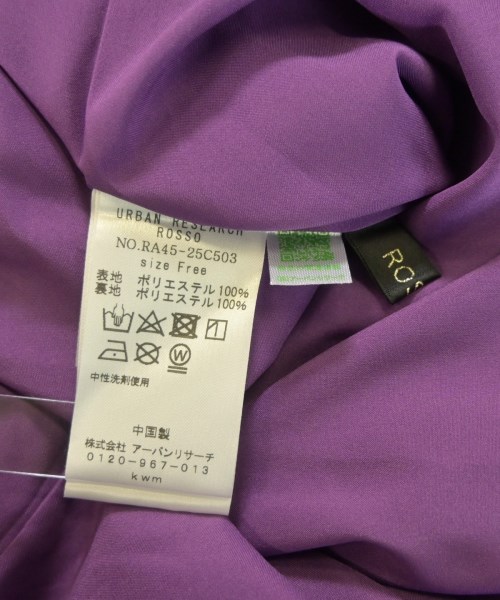 URBAN RESEARCH
ROSSO
NO.RA45-25C503
size Free
表地 ポリエステル100%
裏地 ポリエステル100%
中性洗剤使用
中国製
株式会社 アーバンリサーチ
0120-967-013
kwm
ROS